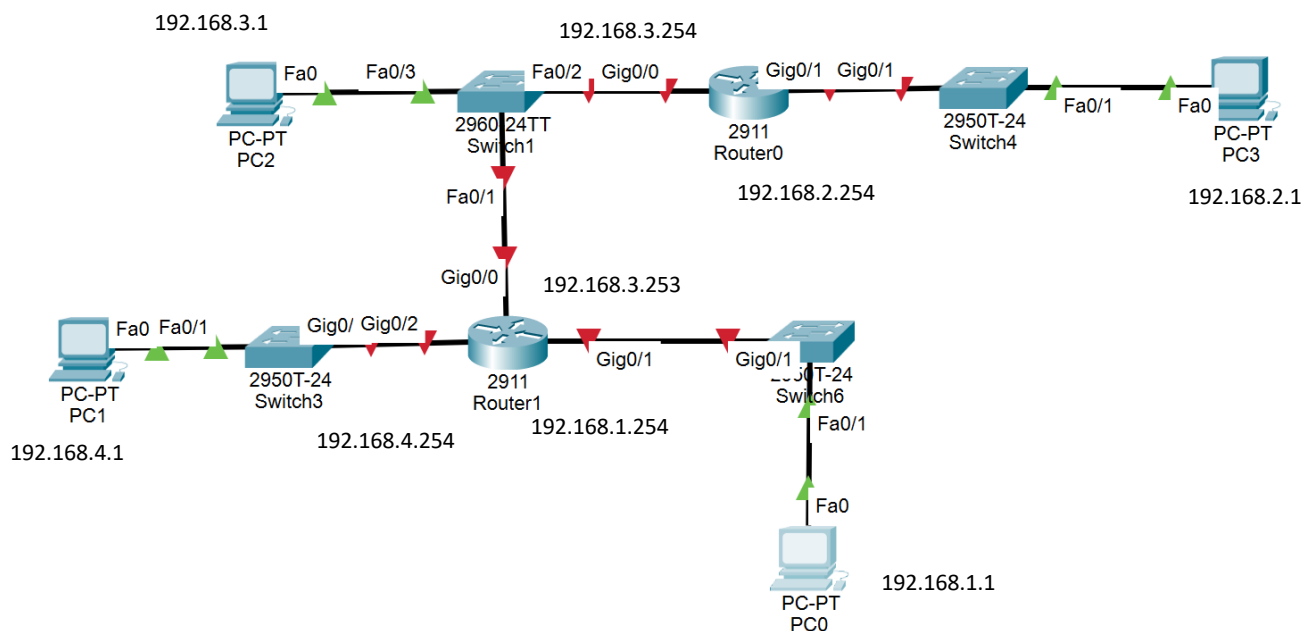 192.168.3.1
192.168.3.254
Fa0
Fa0/3
Fa0/2
Gig0/0
Gig0/1
Gig0/1
2960-24TT
Switch1
2911
Router0
2950T-24
Switch4
Fa0/1
Fa0
PC-PT
PC2
PC-PT
PC3
192.168.2.254
192.168.2.1
Fa0/1
Gig0/0
192.168.3.253
Fa0
Fa0/1
Gig0/
Gig0/2
Gig0/1
Gig0/1
PC-PT
PC1
2950T-24
Switch3
2911
Router1
2950T-24
Switch6
192.168.4.1
192.168.4.254
192.168.1.254
Fa0/1
Fa0
192.168.1.1
PC-PT
PC0